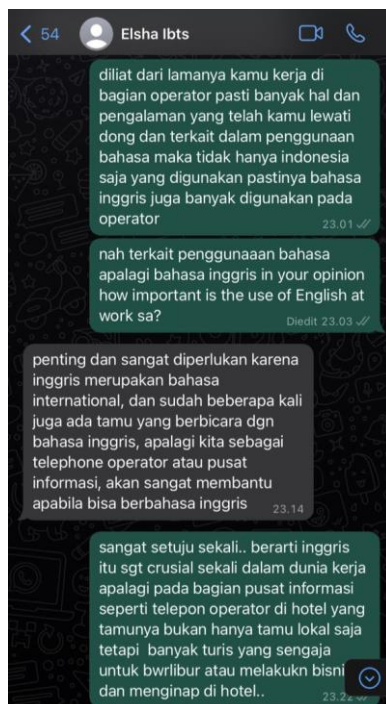 54 Elsha Ibts
diliat dari lamanya kamu kerja di
bagian operator pasti banyak hal dan
pengalaman yang telah kamu lewati
dong dan terkait dalam penggunaan
bahasa maka tidak hanya indonesia
saja yang digunakan pastinya bahasa
inggris juga banyak digunakan pada
operator
23.01
nah terkait penggunaaan bahasa
apalagi bahasa inggris in your opinion
how important is the use of English at
work sa?
Diedit 23.03
penting dan sangat diperlukan karena
inggris merupakan bahasa
international, dan sudah beberapa kali
juga ada tamu yang berbicara dgn
bahasa inggris, apalagi kita sebagai
telephone operator atau pusat
informasi, akan sangat membantu
apabila bisa berbahasa inggris
23.14
sangat setuju sekali.. berarti inggris
itu sgt crusial sekali dalam dunia kerja
apalagi pada bagian pusat informasi
seperti telepon operator di hotel yang
tamunya bukan hanya tamu lokal saja
tetapi banyak turis yang sengaja
untuk bwrlibur atau melakukn bisni
dan menginap di hotel..
23.22